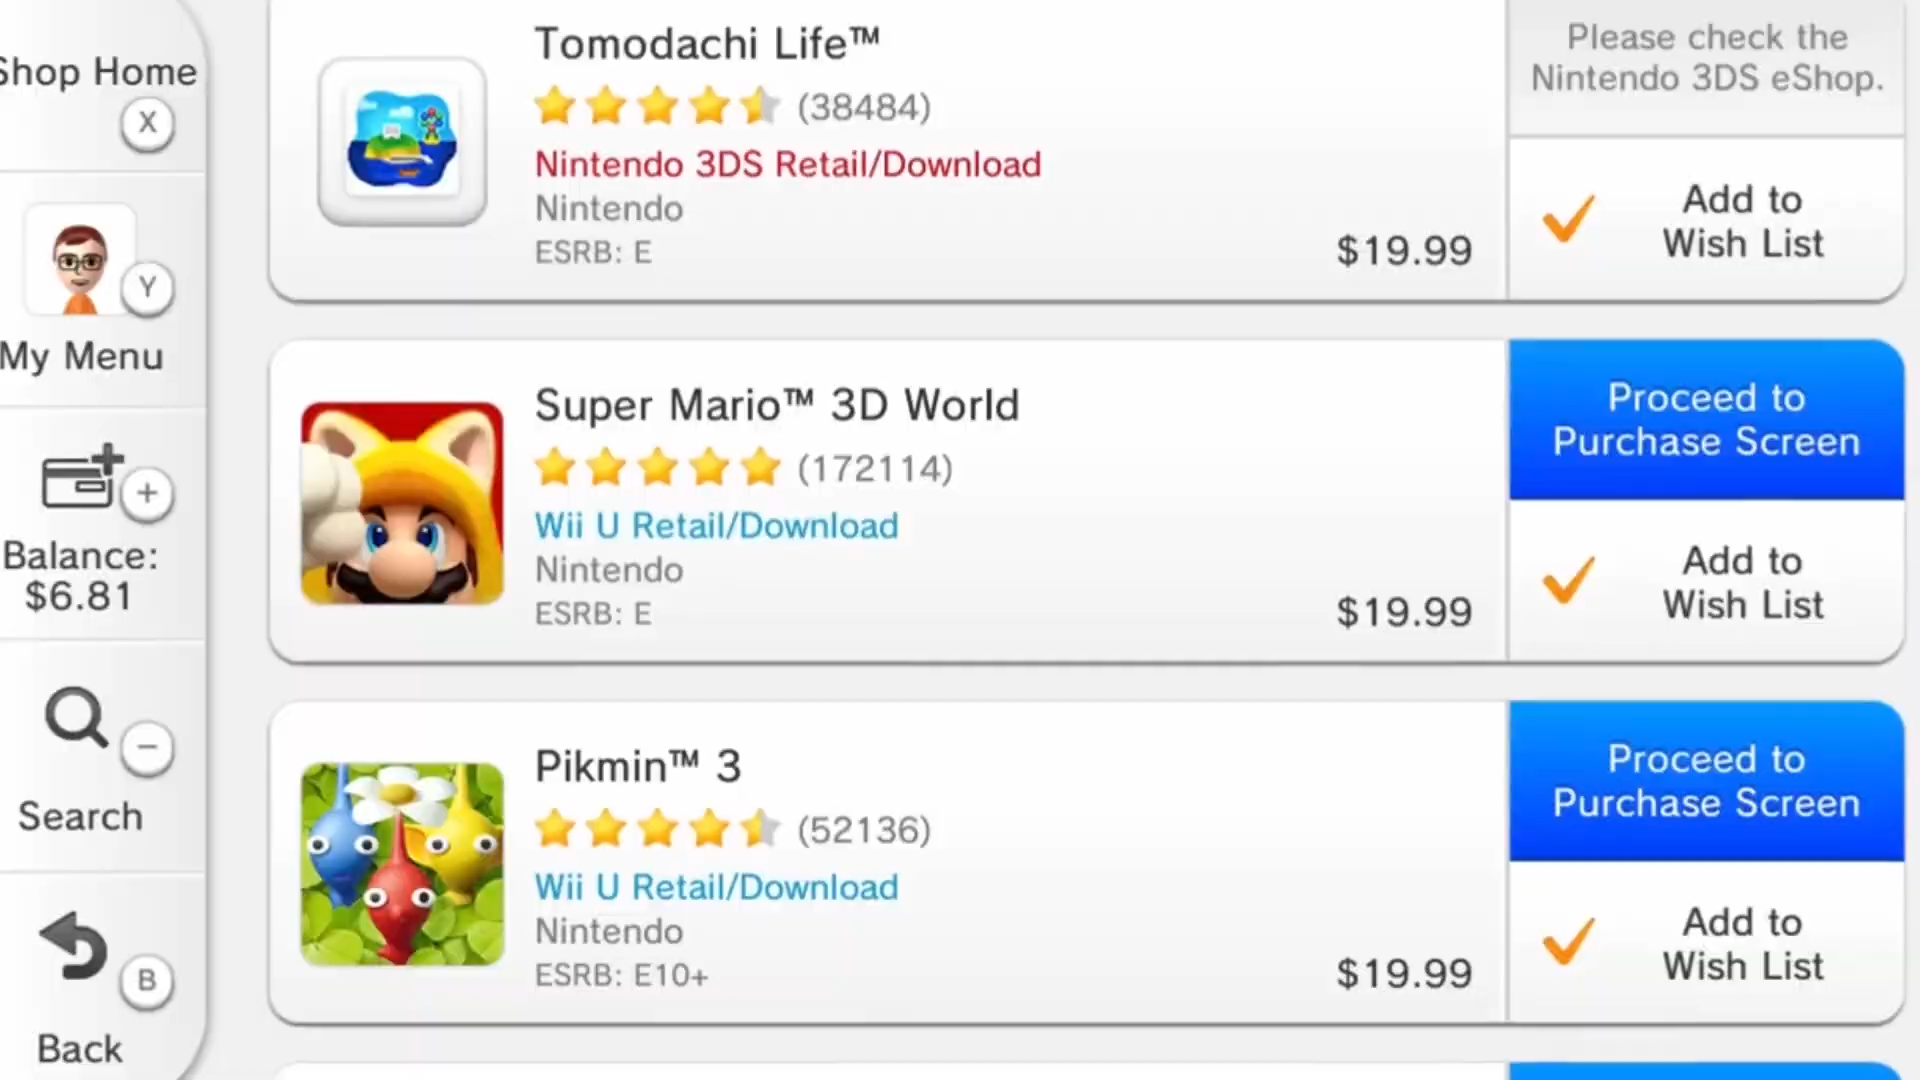 Shop Home
X
Y
My Menu
+
Balance:
$6.81
−
Search
B
Back
Tomodachi Life™
(38484)
Nintendo 3DS Retail/Download
Nintendo
ESRB: E
$19.99
Please check the
Nintendo 3DS eShop.
Add to
Wish List
Super Mario™ 3D World
(172114)
Wii U Retail/Download
Nintendo
ESRB: E
$19.99
Proceed to
Purchase Screen
Add to
Wish List
Pikmin™ 3
(52136)
Wii U Retail/Download
Nintendo
ESRB: E10+
$19.99
Proceed to
Purchase Screen
Add to
Wish List